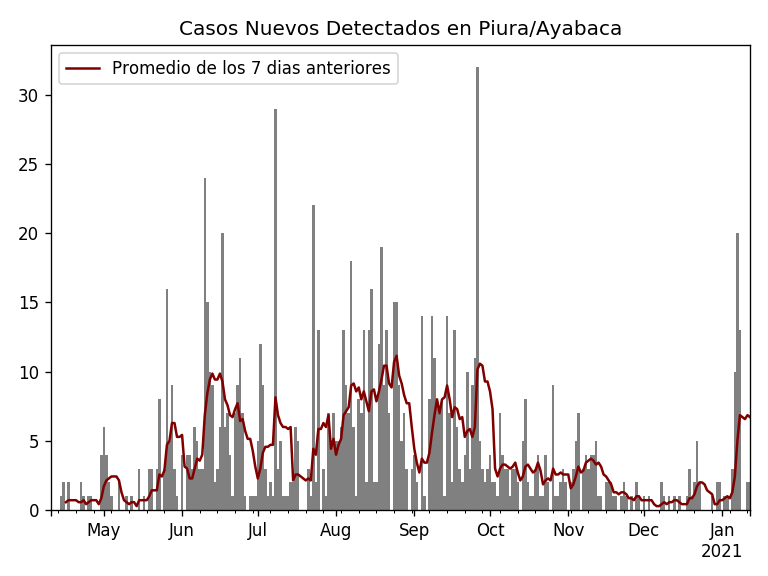 Casos Nuevos Detectados en Piura/Ayabaca
Promedio de los 7 dias anteriores
30
25
20
15
10
5
0
May Jun Jul Aug Sep Oct Nov Dec Jan
2021